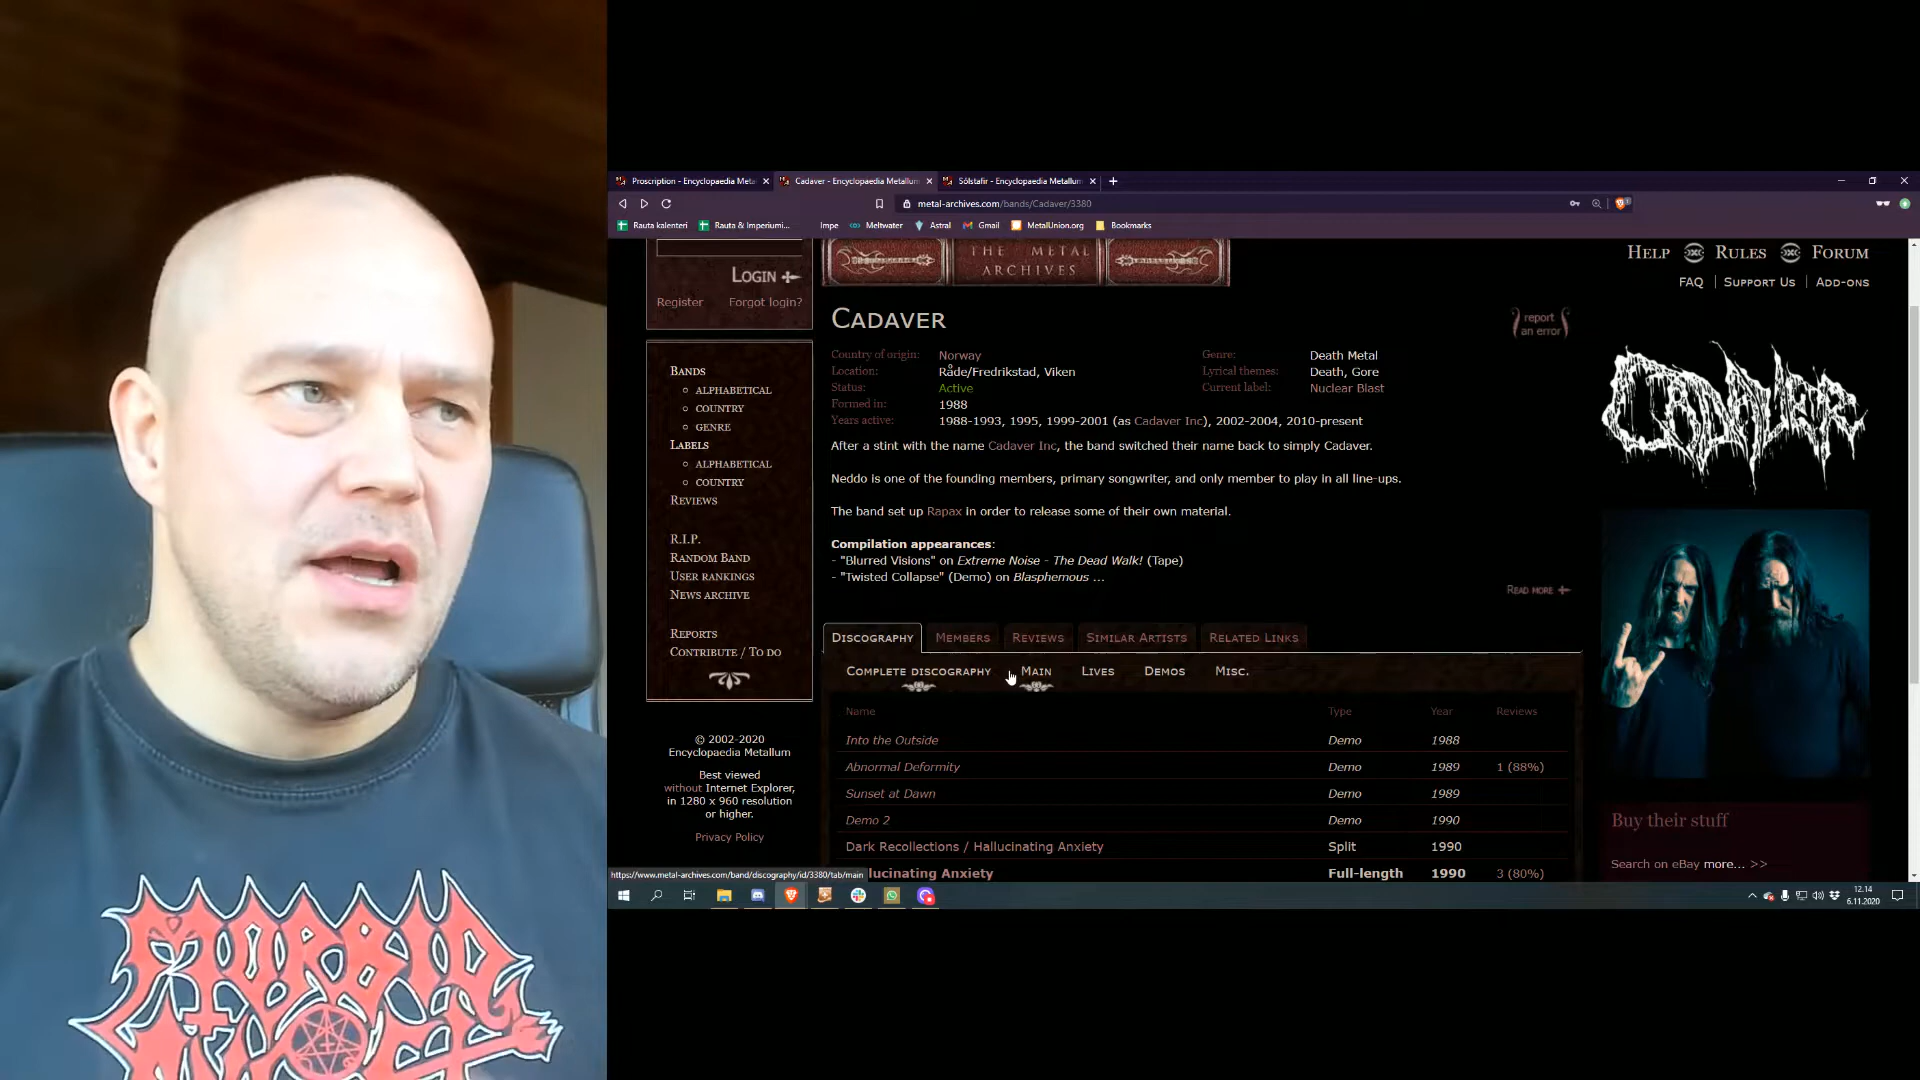 Proscription - Encyclopaedia Meta
Cadaver - Encyclopaedia Metallum
Sólstafir - Encyclopaedia Metallum
metal-archives.com/bands/Cadaver/3380
Rauta kalenteri
Rauta & Imperiumi...
Impe
Meltwater
Astral
Gmail
MetalUnion.org
Bookmarks
THE METAL
ARCHIVES
HELP
RULES
FORUM
FAQ
SUPPORT US
ADD-ONS
LOGIN
Register
Forgot login?
CADAVER
report
an error
Country of origin: Norway
Location: Råde/Fredrikstad, Viken
Status: Active
Formed in: 1988
Genre: Death Metal
Lyrical themes: Death, Gore
Current label: Nuclear Blast
Years active: 1988-1993, 1995, 1999-2001 (as Cadaver Inc), 2002-2004, 2010-present
After a stint with the name Cadaver Inc, the band switched their name back to simply Cadaver.
Neddo is one of the founding members, primary songwriter, and only member to play in all line-ups.
The band set up Rapax in order to release some of their own material.
Compilation appearances:
- "Blurred Visions" on Extreme Noise - The Dead Walk! (Tape)
- "Twisted Collapse" (Demo) on Blasphemous ...
READ MORE
BANDS
ALPHABETICAL
COUNTRY
GENRE
LABELS
ALPHABETICAL
COUNTRY
REVIEWS
R.I.P.
RANDOM BAND
USER RANKINGS
NEWS ARCHIVE
REPORTS
CONTRIBUTE / TO DO
© 2002-2020
Encyclopaedia Metallum
Best viewed
without Internet Explorer,
in 1280 x 960 resolution
or higher.
Privacy Policy
DISCOGRAPHY
MEMBERS
REVIEWS
SIMILAR ARTISTS
RELATED LINKS
COMPLETE DISCOGRAPHY
MAIN
LIVES
DEMOS
MISC.
Name Type Year Reviews
Into the Outside Demo 1988
Abnormal Deformity Demo 1989 1 (88%)
Sunset at Dawn Demo 1989
Demo 2 Demo 1990
Dark Recollections / Hallucinating Anxiety Split 1990
lucinating Anxiety Full-length 1990 3 (80%)
https://www.metal-archives.com/band/discography/id/3380/tab/main
CADAVER
Buy their stuff
Search on eBay more... >>
12.14
6.11.2020
MORBID